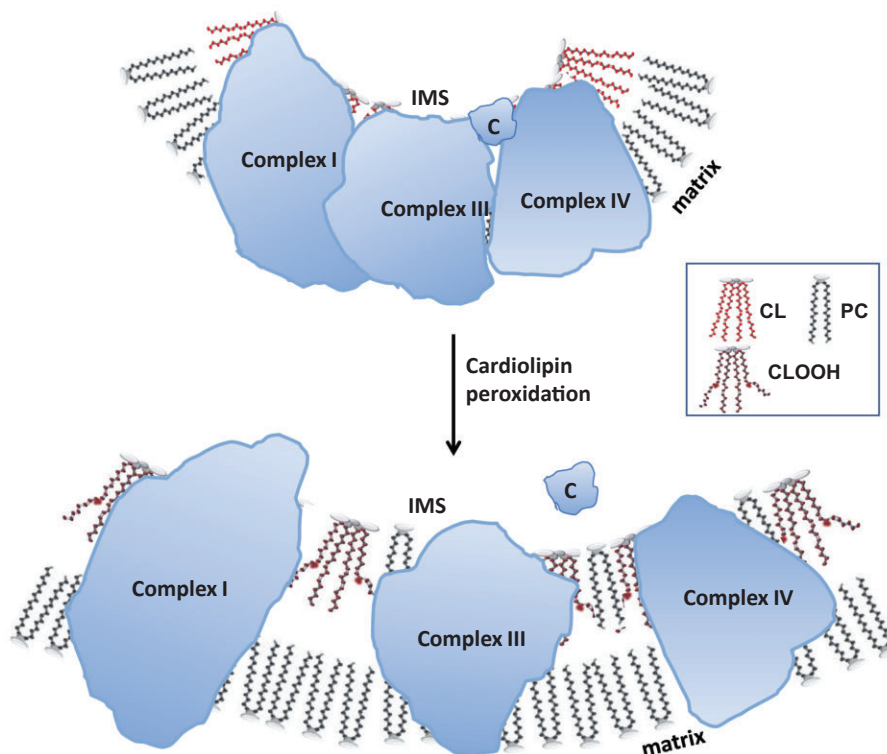 IMS
C
Complex I
Complex III
Complex IV
matrix
CL
PC
CLOOH
Cardiolipin
peroxidation
C
IMS
Complex I
Complex IV
Complex III
matrix